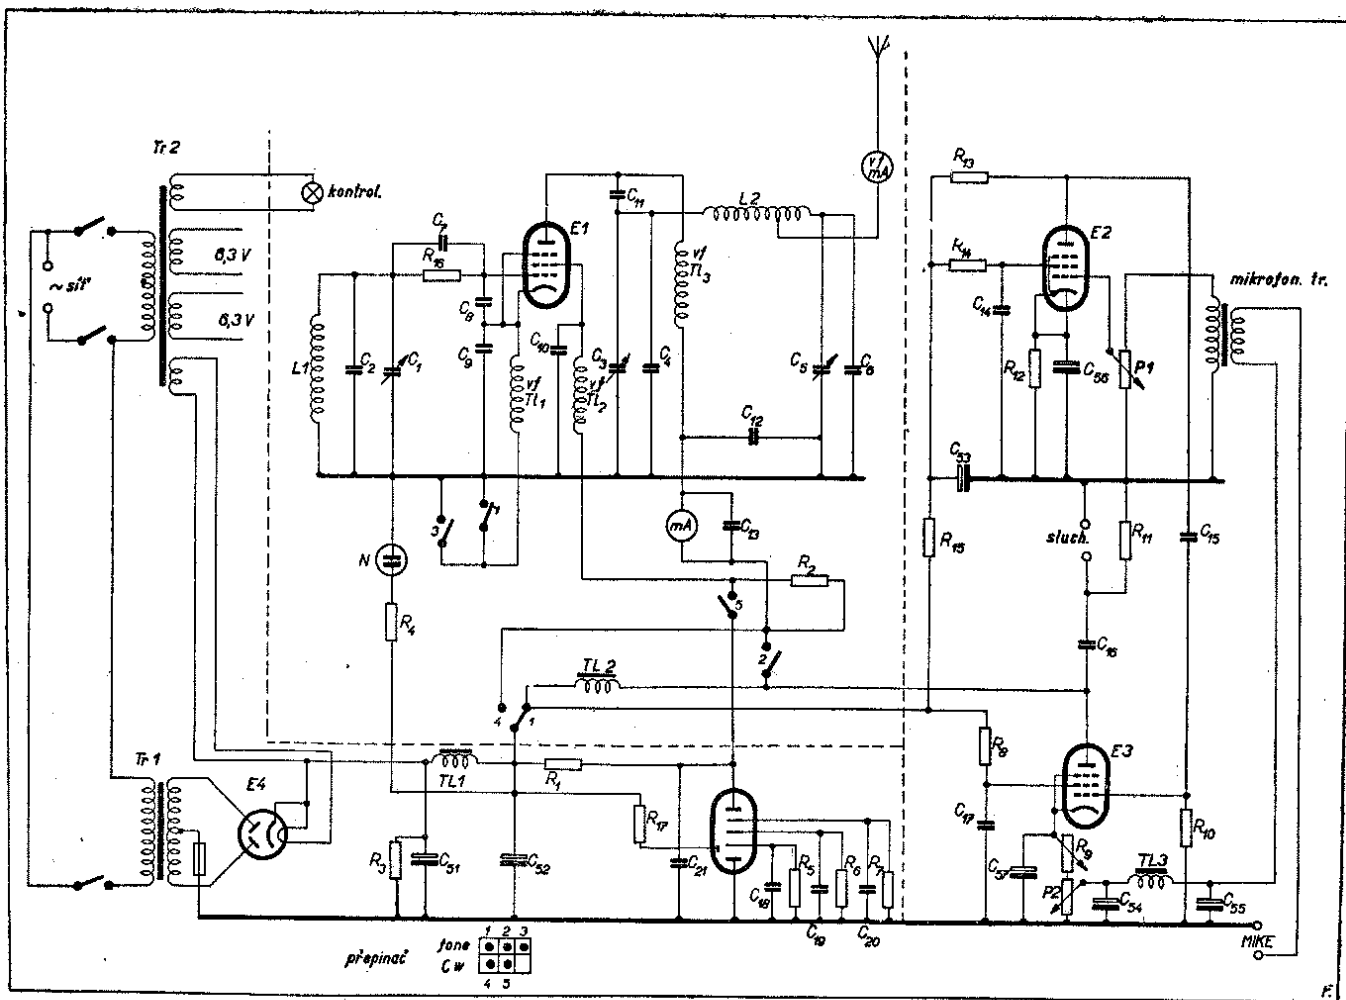 Tr 2
kontrol.
6,3 V
~ síť
6,3 V
L1
C2
C1
C7
R16
C8
C9
E1
vf
Tl1
C10
vf
Tl2
C11
C3
C4
vf
Tl3
L2
vf
mA
C5
C6
C12
R13
R14
E2
C14
R12
C56
P1
mikrofon. tr.
C53
R15
sluch.
R11
C15
3
1
mA
C13
N
R4
R2
5
2
TL 2
4
1
C16
Tr 1
E4
TL1
R1
R17
R3
C51
C52
C21
C18
R5
C19
R6
C20
R7
R8
E3
C17
R9
C57
P2
TL3
C54
C55
R10
MIKE
přepinač
1 2 3
fone
Cw
4 5
F.